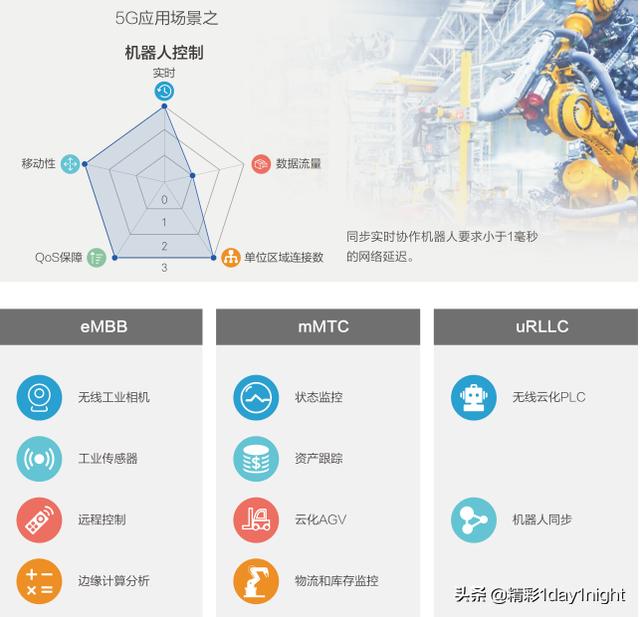 5G应用场景之
机器人控制
实时
移动性
数据流量
0
1
2
3
QoS保障
单位区域连接数
同步实时协作机器人要求小于1毫秒
的网络延迟。
eMBB
mMTC
uRLLC
无线工业相机
状态监控
无线云化PLC
工业传感器
资产跟踪
远程控制
云化AGV
机器人同步
边缘计算分析
物流和库存监控
头条 @精彩1day1night